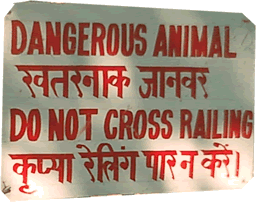 DANGEROUS ANIMAL
खतरनाक जानवर
DO NOT CROSS RAILING
कृप्या रेलिंग पार न करें।